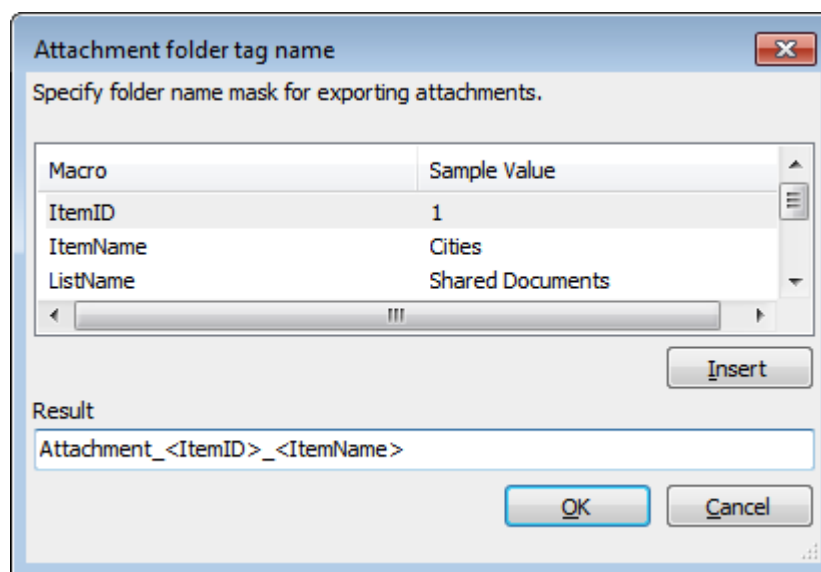 Attachment folder tag name
Specify folder name mask for exporting attachments.
Macro Sample Value
ItemID 1
ItemName Cities
ListName Shared Documents
Insert
Result
Attachment_<ItemID>_<ItemName>
OK Cancel